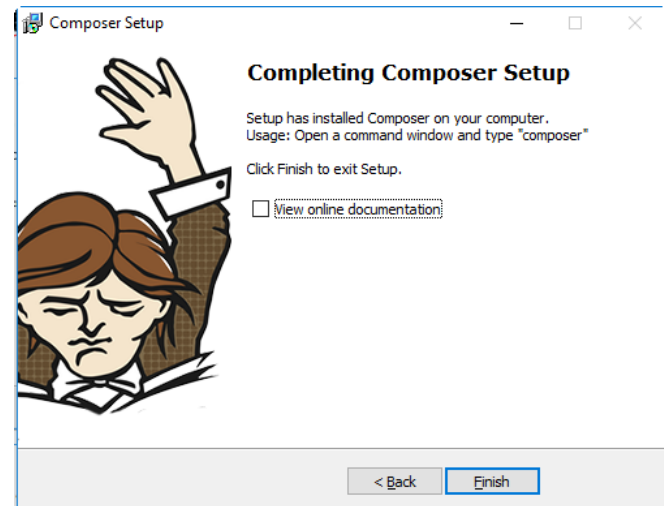 Composer Setup
Completing Composer Setup
Setup has installed Composer on your computer.
Usage: Open a command window and type "composer"
Click Finish to exit Setup.
View online documentation
< Back
Finish